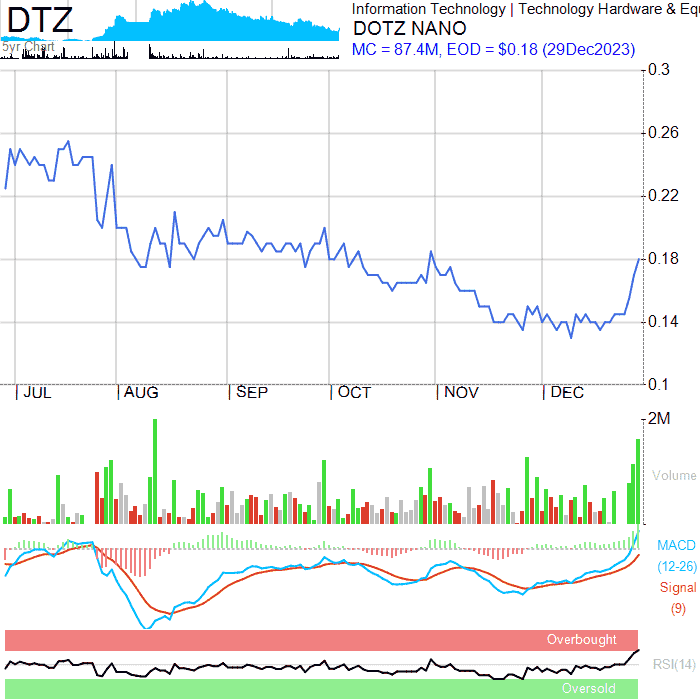 DTZ
5yr Chart
Information Technology | Technology Hardware & Equ
DOTZ NANO
MC = 87.4M, EOD = $0.18 (29Dec2023)
0.3
0.26
0.22
0.18
0.14
0.1
JUL AUG SEP OCT NOV DEC
2M
Volume
MACD
(12-26)
Signal
(9)
Overbought
RSI(14)
Oversold